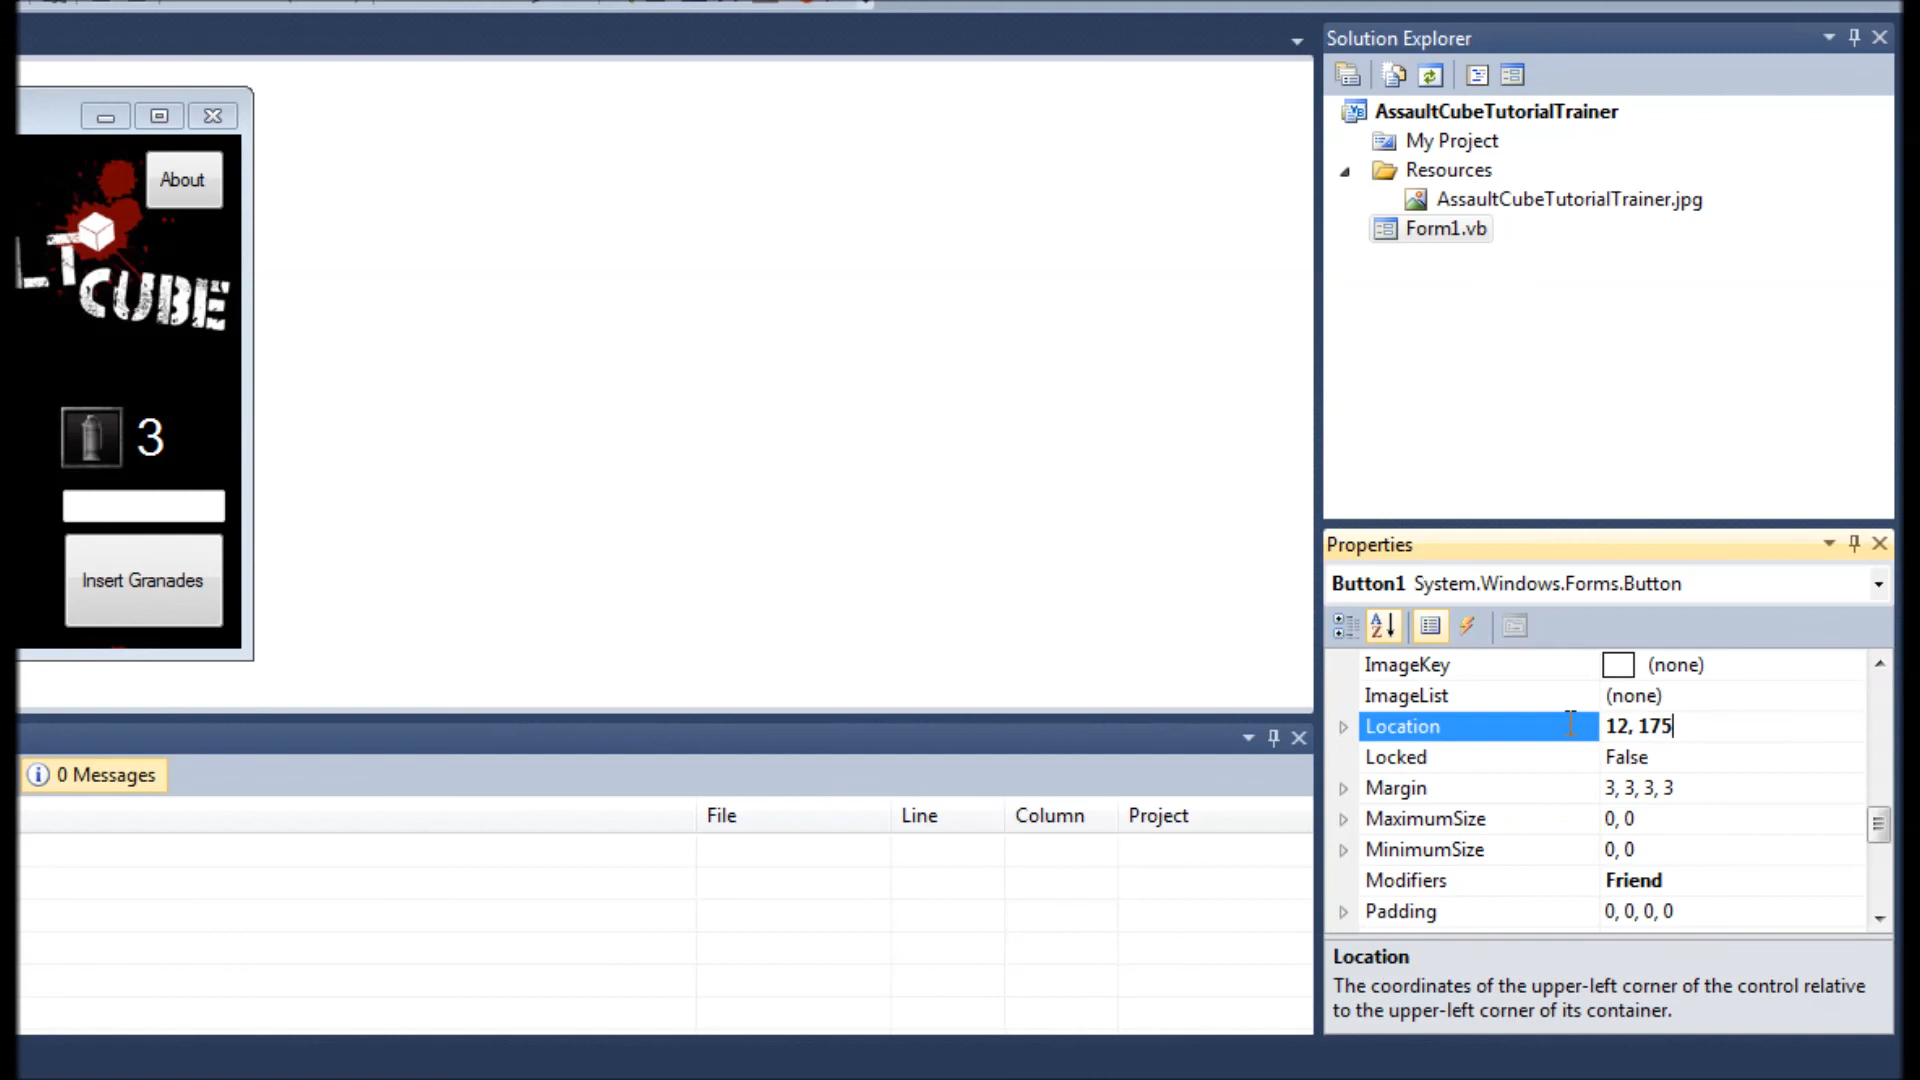 Solution Explorer
AssaultCubeTutorialTrainer
My Project
Resources
AssaultCubeTutorialTrainer.jpg
Form1.vb
About
LT
CUBE
3
Insert Granades
Properties
Button1 System.Windows.Forms.Button
ImageKey (none)
ImageList (none)
Location 12, 175
Locked False
Margin 3, 3, 3, 3
MaximumSize 0, 0
MinimumSize 0, 0
Modifiers Friend
Padding 0, 0, 0, 0
Location
The coordinates of the upper-left corner of the control relative
to the upper-left corner of its container.
0 Messages
File Line Column Project